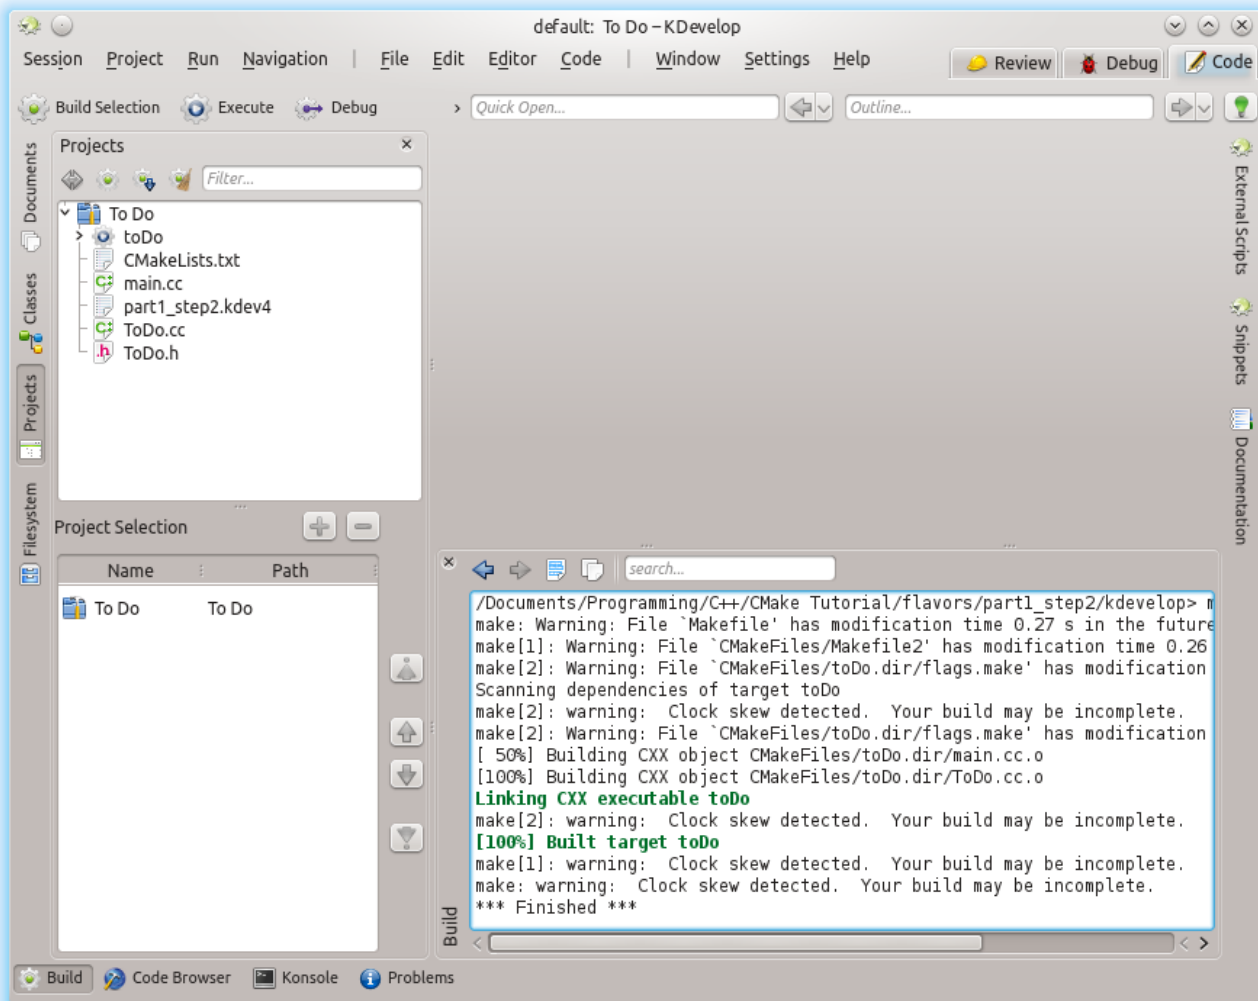 default: To Do – KDevelop
Session Project Run Navigation | File Edit Editor Code | Window Settings Help Review Debug Code
Build Selection Execute Debug > Quick Open... Outline...
Documents
Classes
Projects
Filesystem
Projects
Filter...
To Do
toDo
CMakeLists.txt
main.cc
part1_step2.kdev4
ToDo.cc
ToDo.h
Project Selection
Name Path
To Do To Do
External Scripts
Snippets
Documentation
search...
/Documents/Programming/C++/CMake Tutorial/flavors/part1_step2/kdevelop> m
make: Warning: File `Makefile' has modification time 0.27 s in the future
make[1]: Warning: File `CMakeFiles/Makefile2' has modification time 0.26
make[2]: Warning: File `CMakeFiles/toDo.dir/flags.make' has modification
Scanning dependencies of target toDo
make[2]: warning:  Clock skew detected.  Your build may be incomplete.
make[2]: Warning: File `CMakeFiles/toDo.dir/flags.make' has modification
[ 50%] Building CXX object CMakeFiles/toDo.dir/main.cc.o
[100%] Building CXX object CMakeFiles/toDo.dir/ToDo.cc.o
Linking CXX executable toDo
make[2]: warning:  Clock skew detected.  Your build may be incomplete.
[100%] Built target toDo
make[1]: warning:  Clock skew detected.  Your build may be incomplete.
make: warning:  Clock skew detected.  Your build may be incomplete.
*** Finished ***
Build
Build Code Browser Konsole Problems